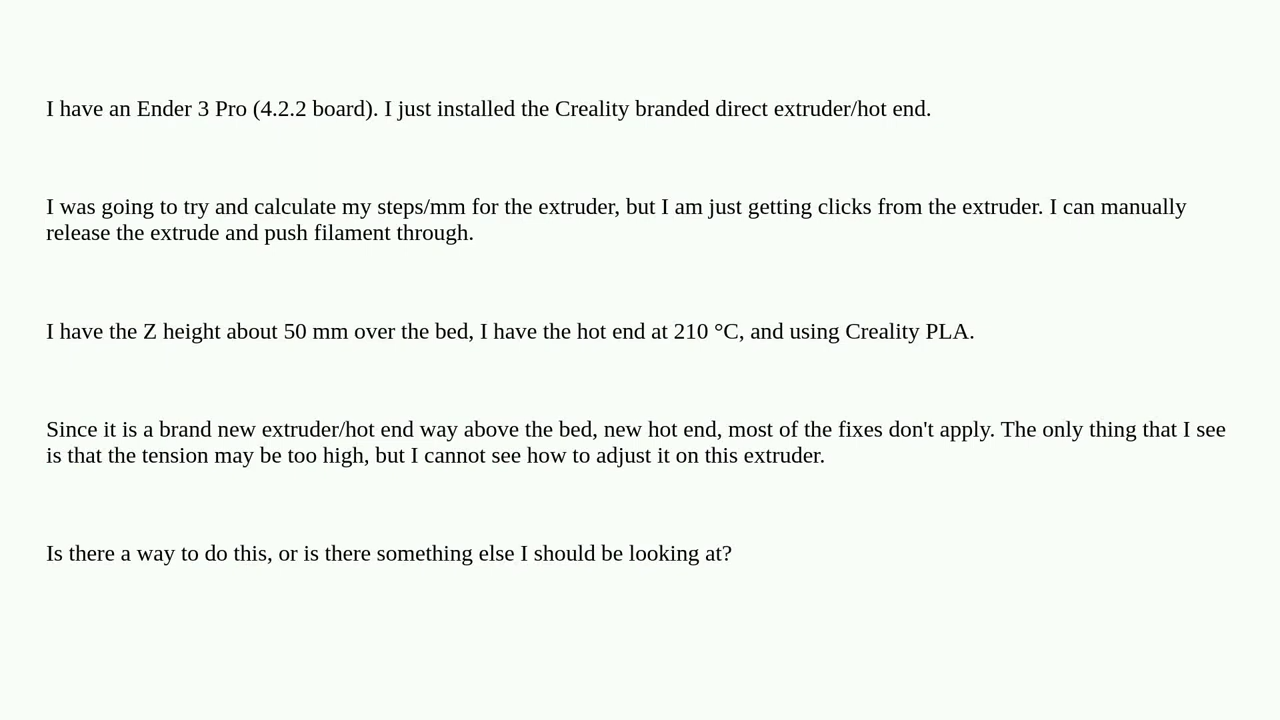 I have an Ender 3 Pro (4.2.2 board). I just installed the Creality branded direct extruder/hot end.
I was going to try and calculate my steps/mm for the extruder, but I am just getting clicks from the extruder. I can manually
release the extrude and push filament through.
I have the Z height about 50 mm over the bed, I have the hot end at 210 °C, and using Creality PLA.
Since it is a brand new extruder/hot end way above the bed, new hot end, most of the fixes don't apply. The only thing that I see
is that the tension may be too high, but I cannot see how to adjust it on this extruder.
Is there a way to do this, or is there something else I should be looking at?